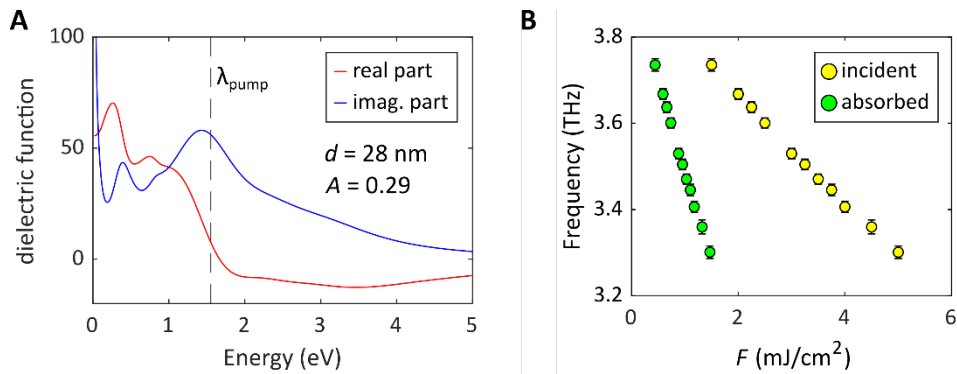 A
100
50
0
dielectric function
0
1
2
3
4
5
Energy (eV)
λpump
real part
imag. part
d = 28 nm
A = 0.29
B
3.8
3.6
3.4
3.2
Frequency (THz)
0
2
4
6
F (mJ/cm²)
incident
absorbed